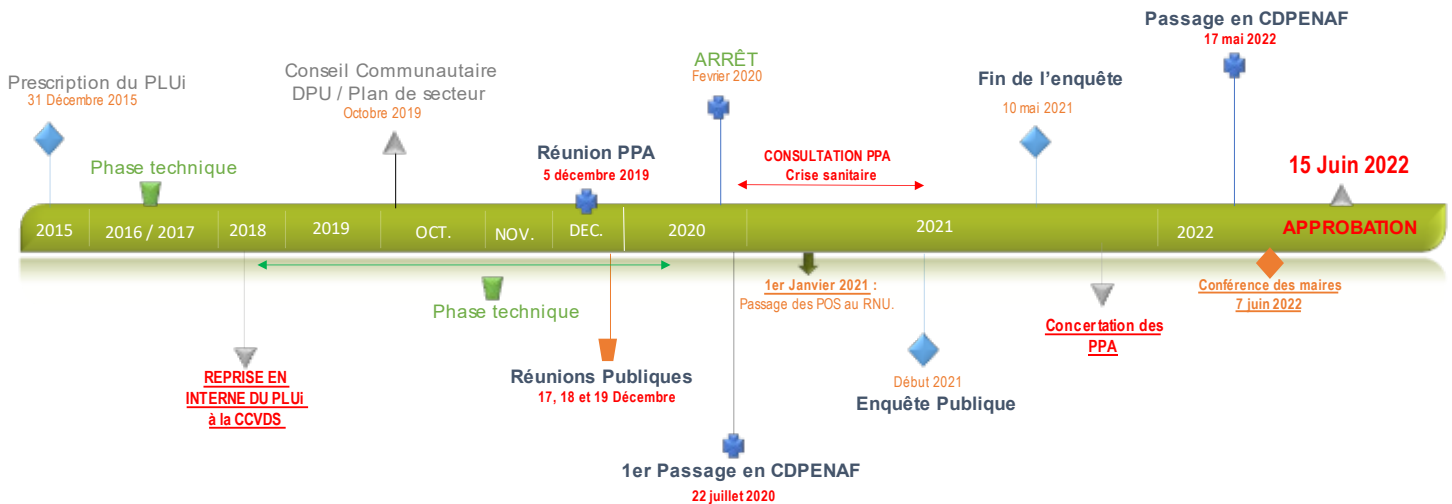 Prescription du PLUi
31 Décembre 2015
Phase technique
Conseil Communautaire
DPU / Plan de secteur
Octobre 2019
Réunion PPA
5 décembre 2019
ARRÊT
Fevrier 2020
CONSULTATION PPA
Crise sanitaire
Fin de l'enquête
10 mai 2021
Passage en CDPENAF
17 mai 2022
15 Juin 2022
2015
2016 / 2017
2018
2019
OCT.
NOV.
DEC.
2020
2021
2022
APPROBATION
REPRISE EN
INTERNE DU PLUi
à la CCVDS
Phase technique
Réunions Publiques
17, 18 et 19 Décembre
1er Passage en CDPENAF
22 juillet 2020
1er Janvier 2021 :
Passage des POS au RNU.
Début 2021
Enquête Publique
Concertation des
PPA
Conférence des maires
7 juin 2022